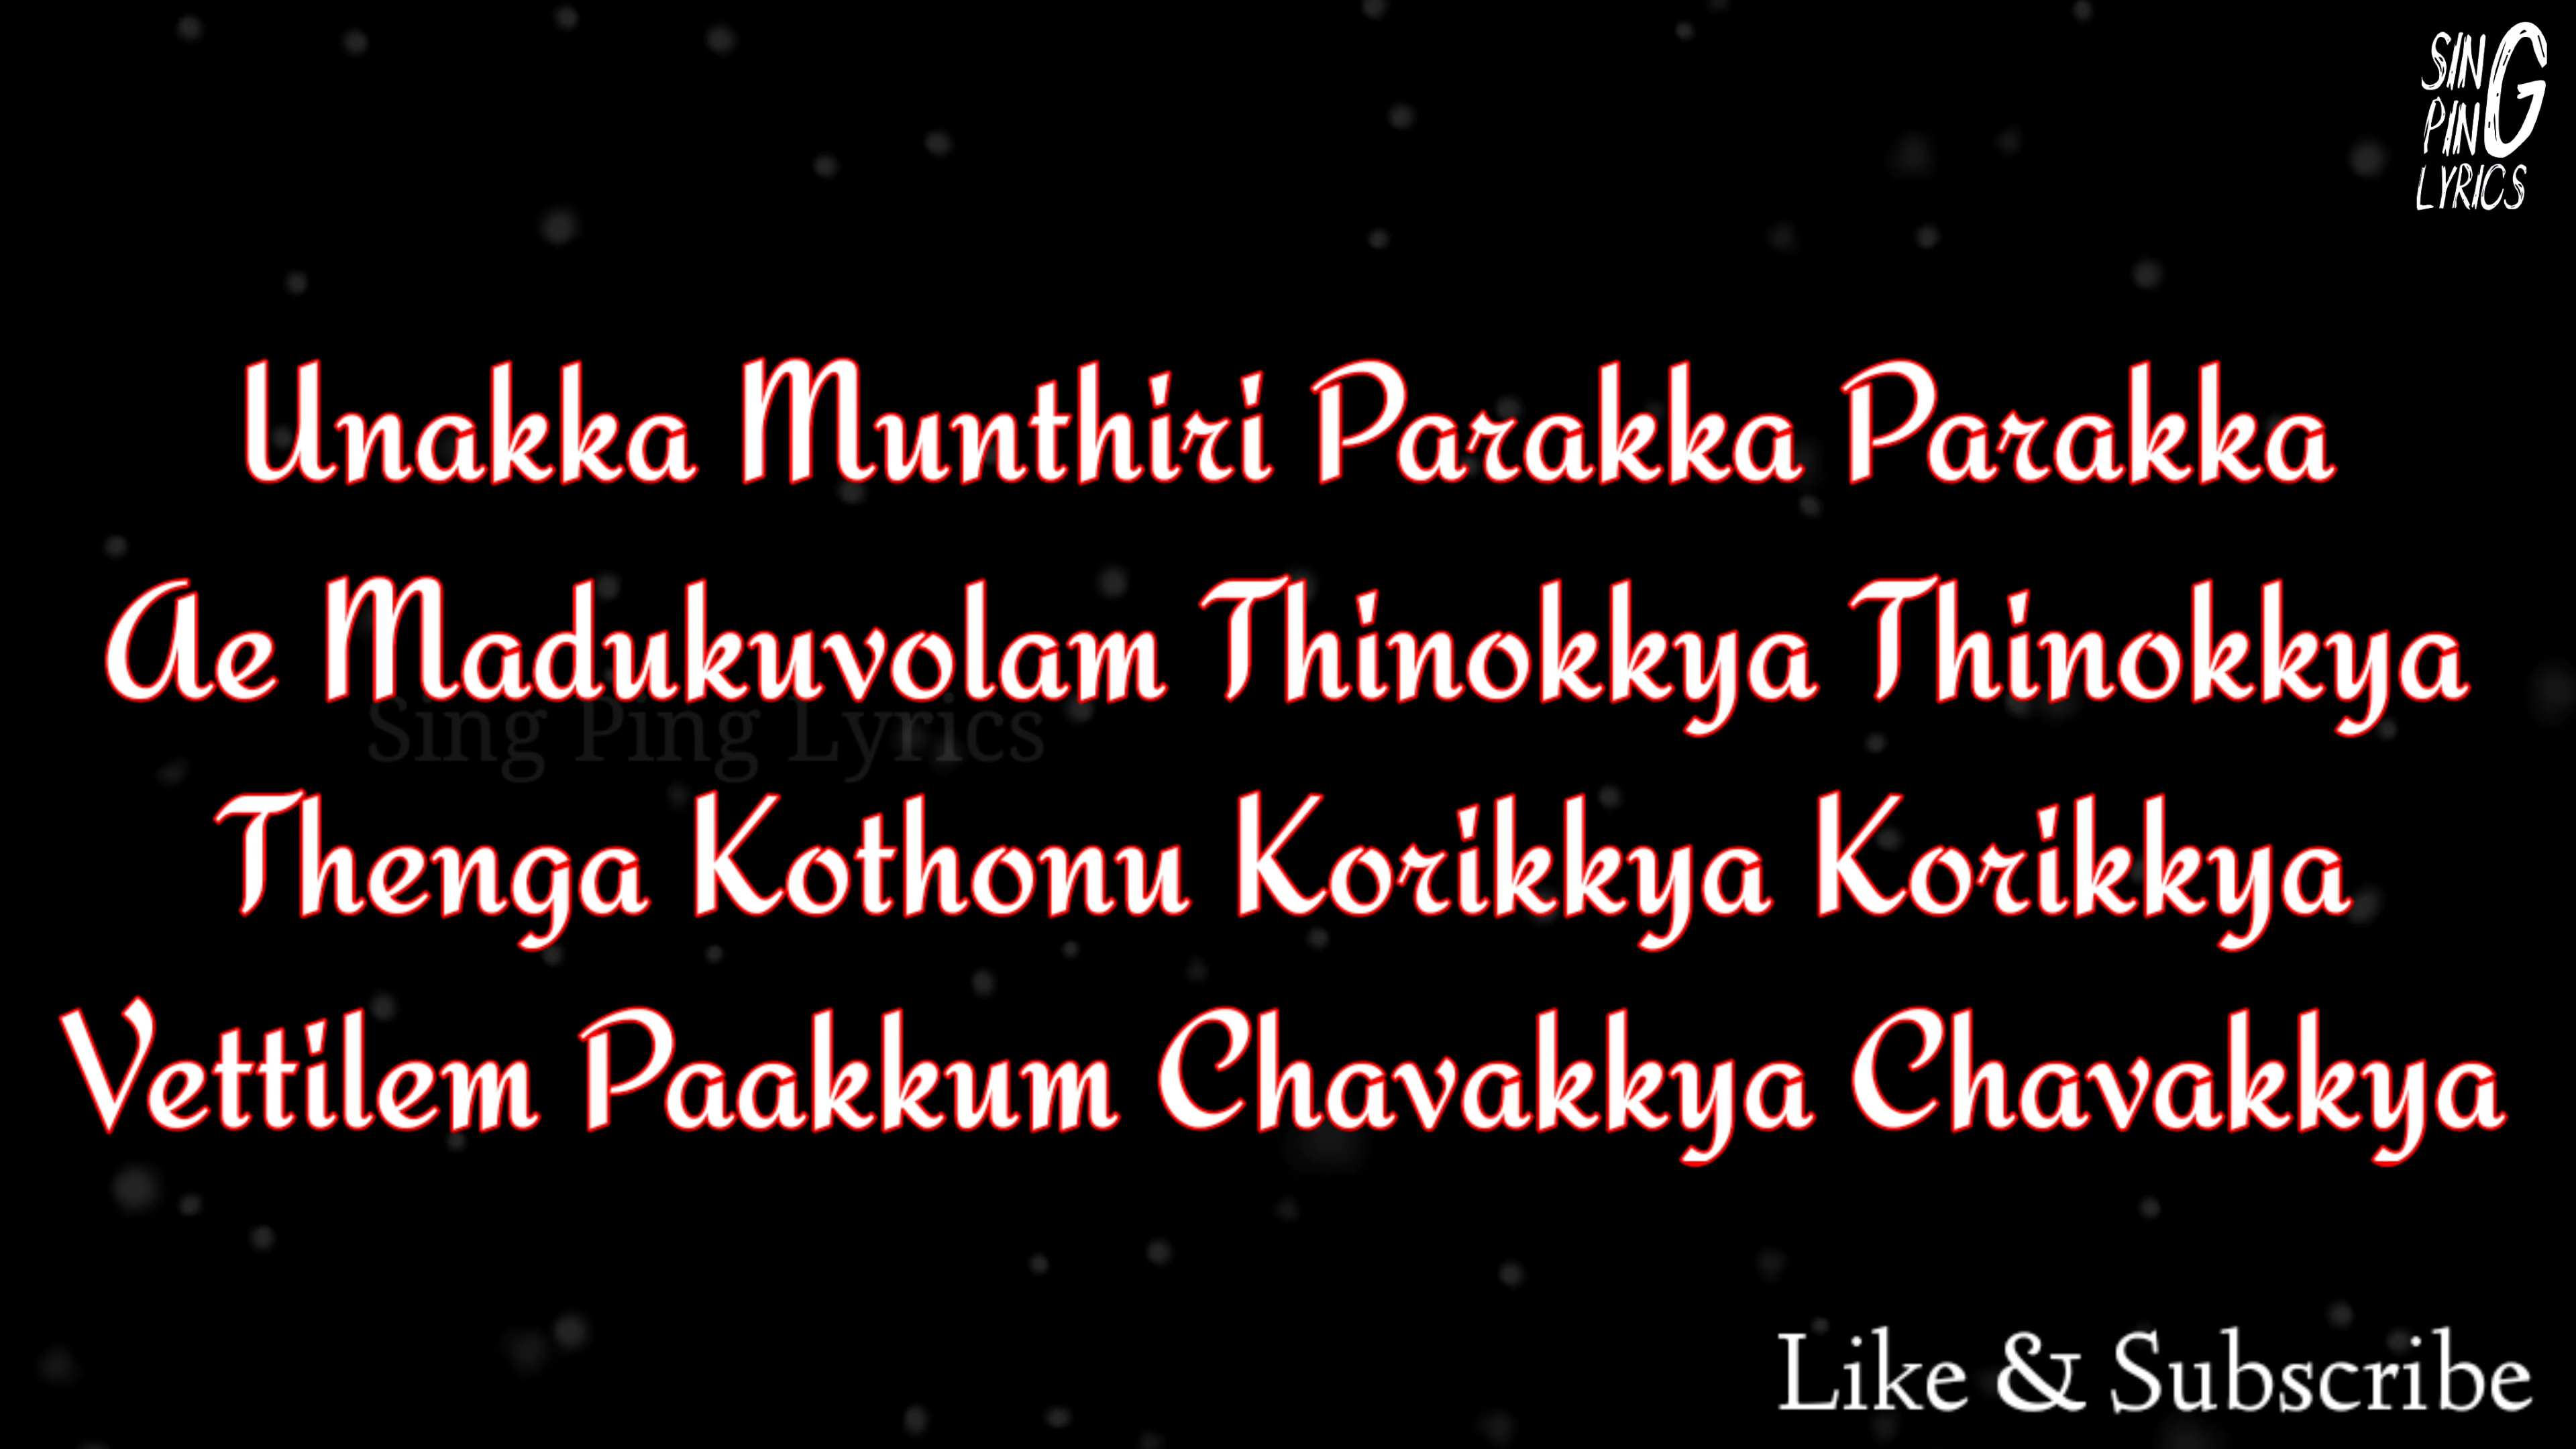 SING
PING
LYRICS
Unakka Munthiri Parakka Parakka
Ae Madukuvolam Thinokkya Thinokkya
Sing Ping Lyrics
Thenga Kothonu Korikkya Korikkya
Vettilem Paakkum Chavakkya Chavakkya
Like & Subscribe